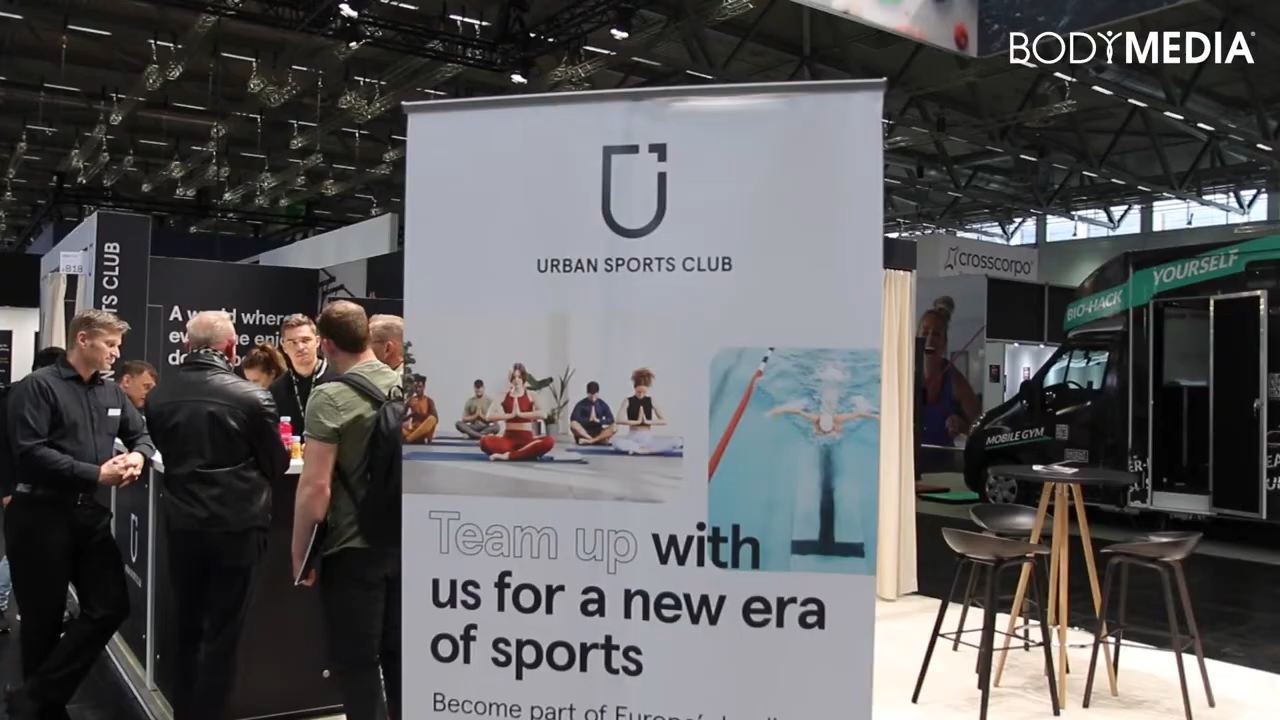 BODYMEDIA
URBAN SPORTS CLUB
Team up with
us for a new era
of sports
Become part of Europe's
B18
TS CLUB
A world where
crosscorpo
BIO-HACK YOURSELF
MOBILE GYM